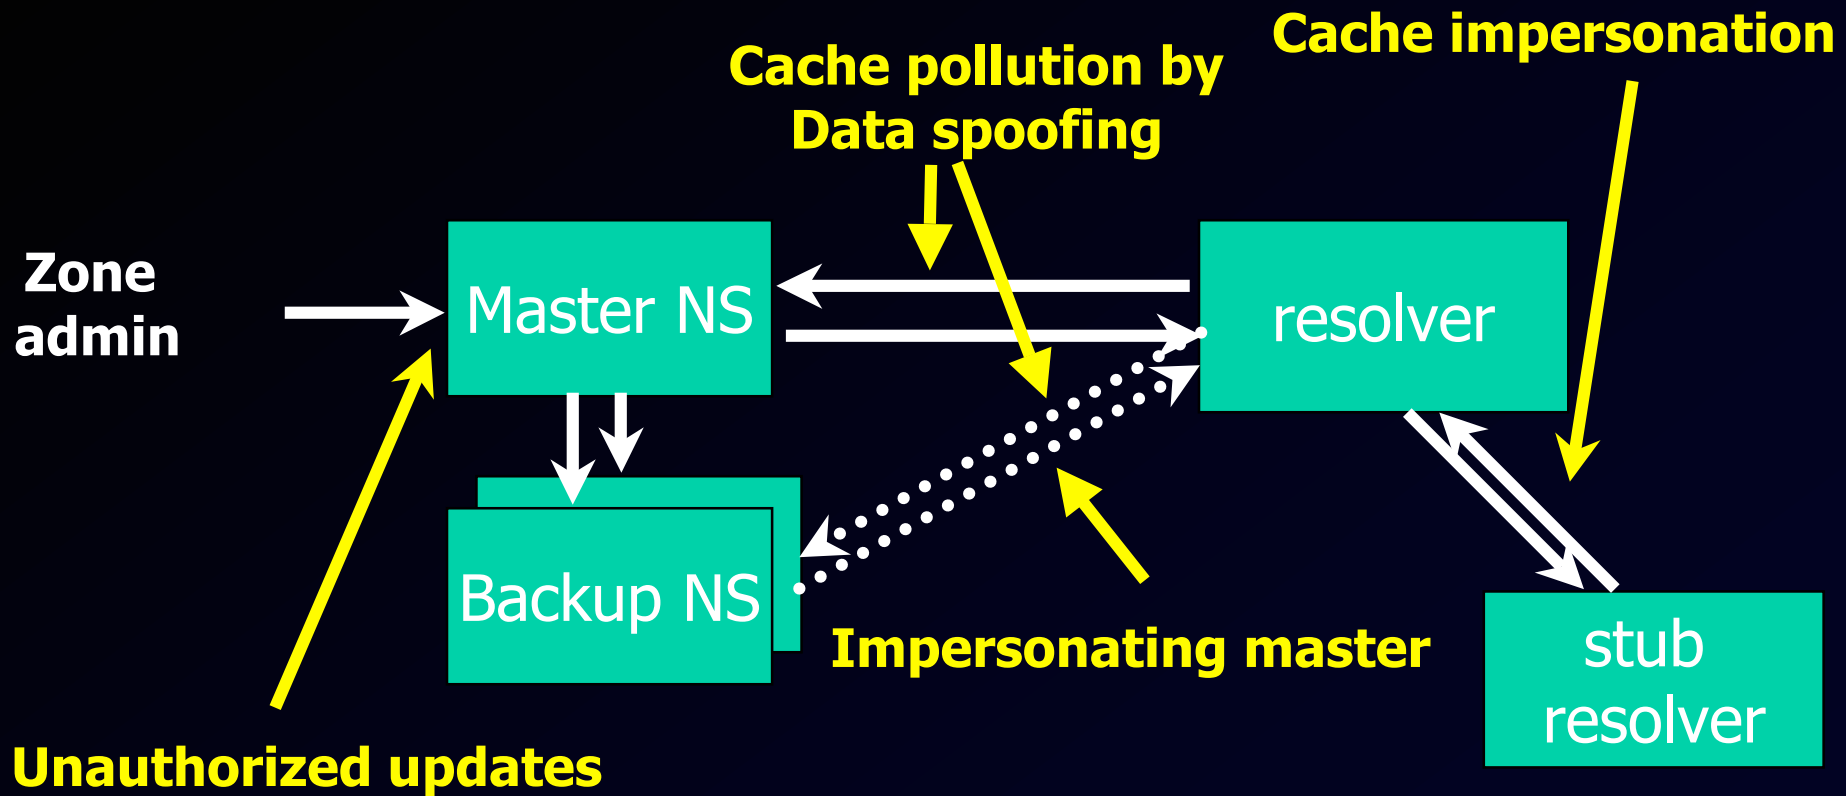 Cache impersonation
Cache pollution by
Data spoofing
Zone
admin
Master NS
resolver
Backup NS
Impersonating master
stub
resolver
Unauthorized updates